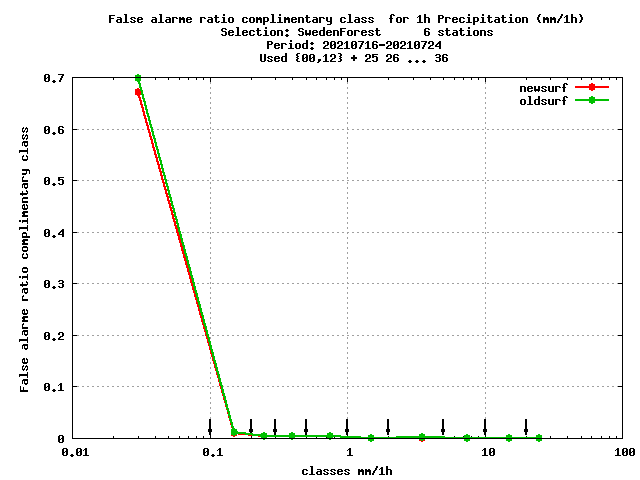 False alarme ratio complimentary class  for 1h Precipitation (mm/1h)
Selection: SwedenForest      6 stations
Period: 20210716-20210724
Used {00,12} + 25 26 ... 36
newsurf
oldsurf
False alarme ratio complimentary class
0.7
0.6
0.5
0.4
0.3
0.2
0.1
0
0.01 0.1 1 10 100
classes mm/1h